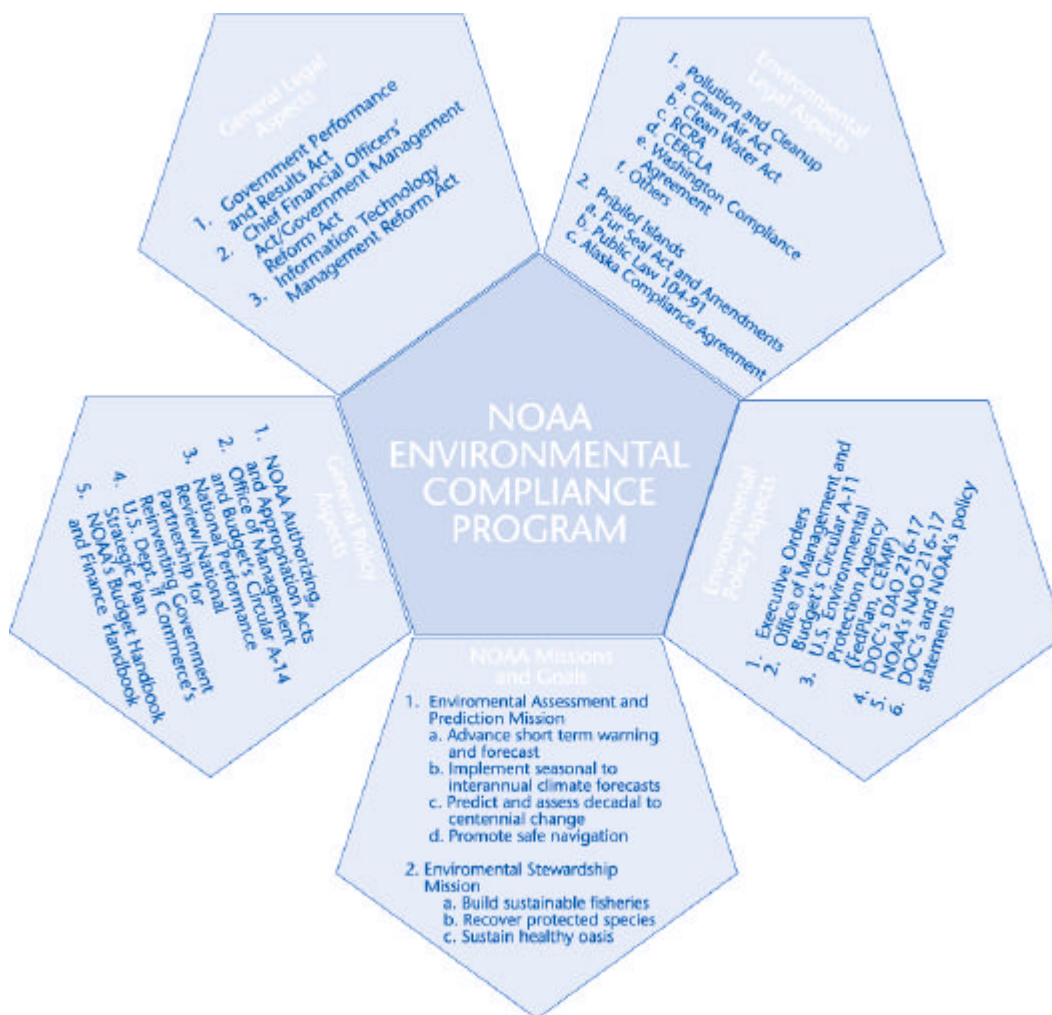 General Legal
Aspects
1. Government Performance
and Results Act
2. Chief Financial Officers'
Act/Government Management
Reform Act
3. Information Technology
Management Reform Act
Environmental
Legal Aspects
1. Pollution and Cleanup
a. Clean Air Act
b. Clean Water Act
c. RCRA
d. CERCLA
e. Washington Compliance
Agreement
f. Others
2. Pribilof Islands
a. Fur Seal Act and Amendments
b. Public Law 104-91
c. Alaska Compliance Agreement
NOAA
ENVIRONMENTAL
COMPLIANCE
PROGRAM
General Policy
Aspects
1. NOAA Authorizing,
and Appropriation Acts
2. Office of Management
and Budget's Circular A-14
3. National Performance
Review/National
Partnership for
Reinventing Government
4. U.S. Dept. if Commerce's
Strategic Plan
5. NOAA's Budget Handbook
and Finance Handbook
Environmental
Policy Aspects
1. Executive Orders
2. Office of Management and
Budget's Circular A-11
3. U.S. Environmental
Protection Agency
(FedPlan, CEMP)
4. DOC's DAO 216-17
5. NOAA's NAO 216-17
6. DOC's and NOAA's policy
statements
NOAA Missions
and Goals
1. Enviromental Assessment and
Prediction Mission
a. Advance short term warning
and forecast
b. Implement seasonal to
interannual climate forecasts
c. Predict and assess decadal to
centennial change
d. Promote safe navigation
2. Enviromental Stewardship
Mission
a. Build sustainable fisheries
b. Recover protected species
c. Sustain healthy oasis